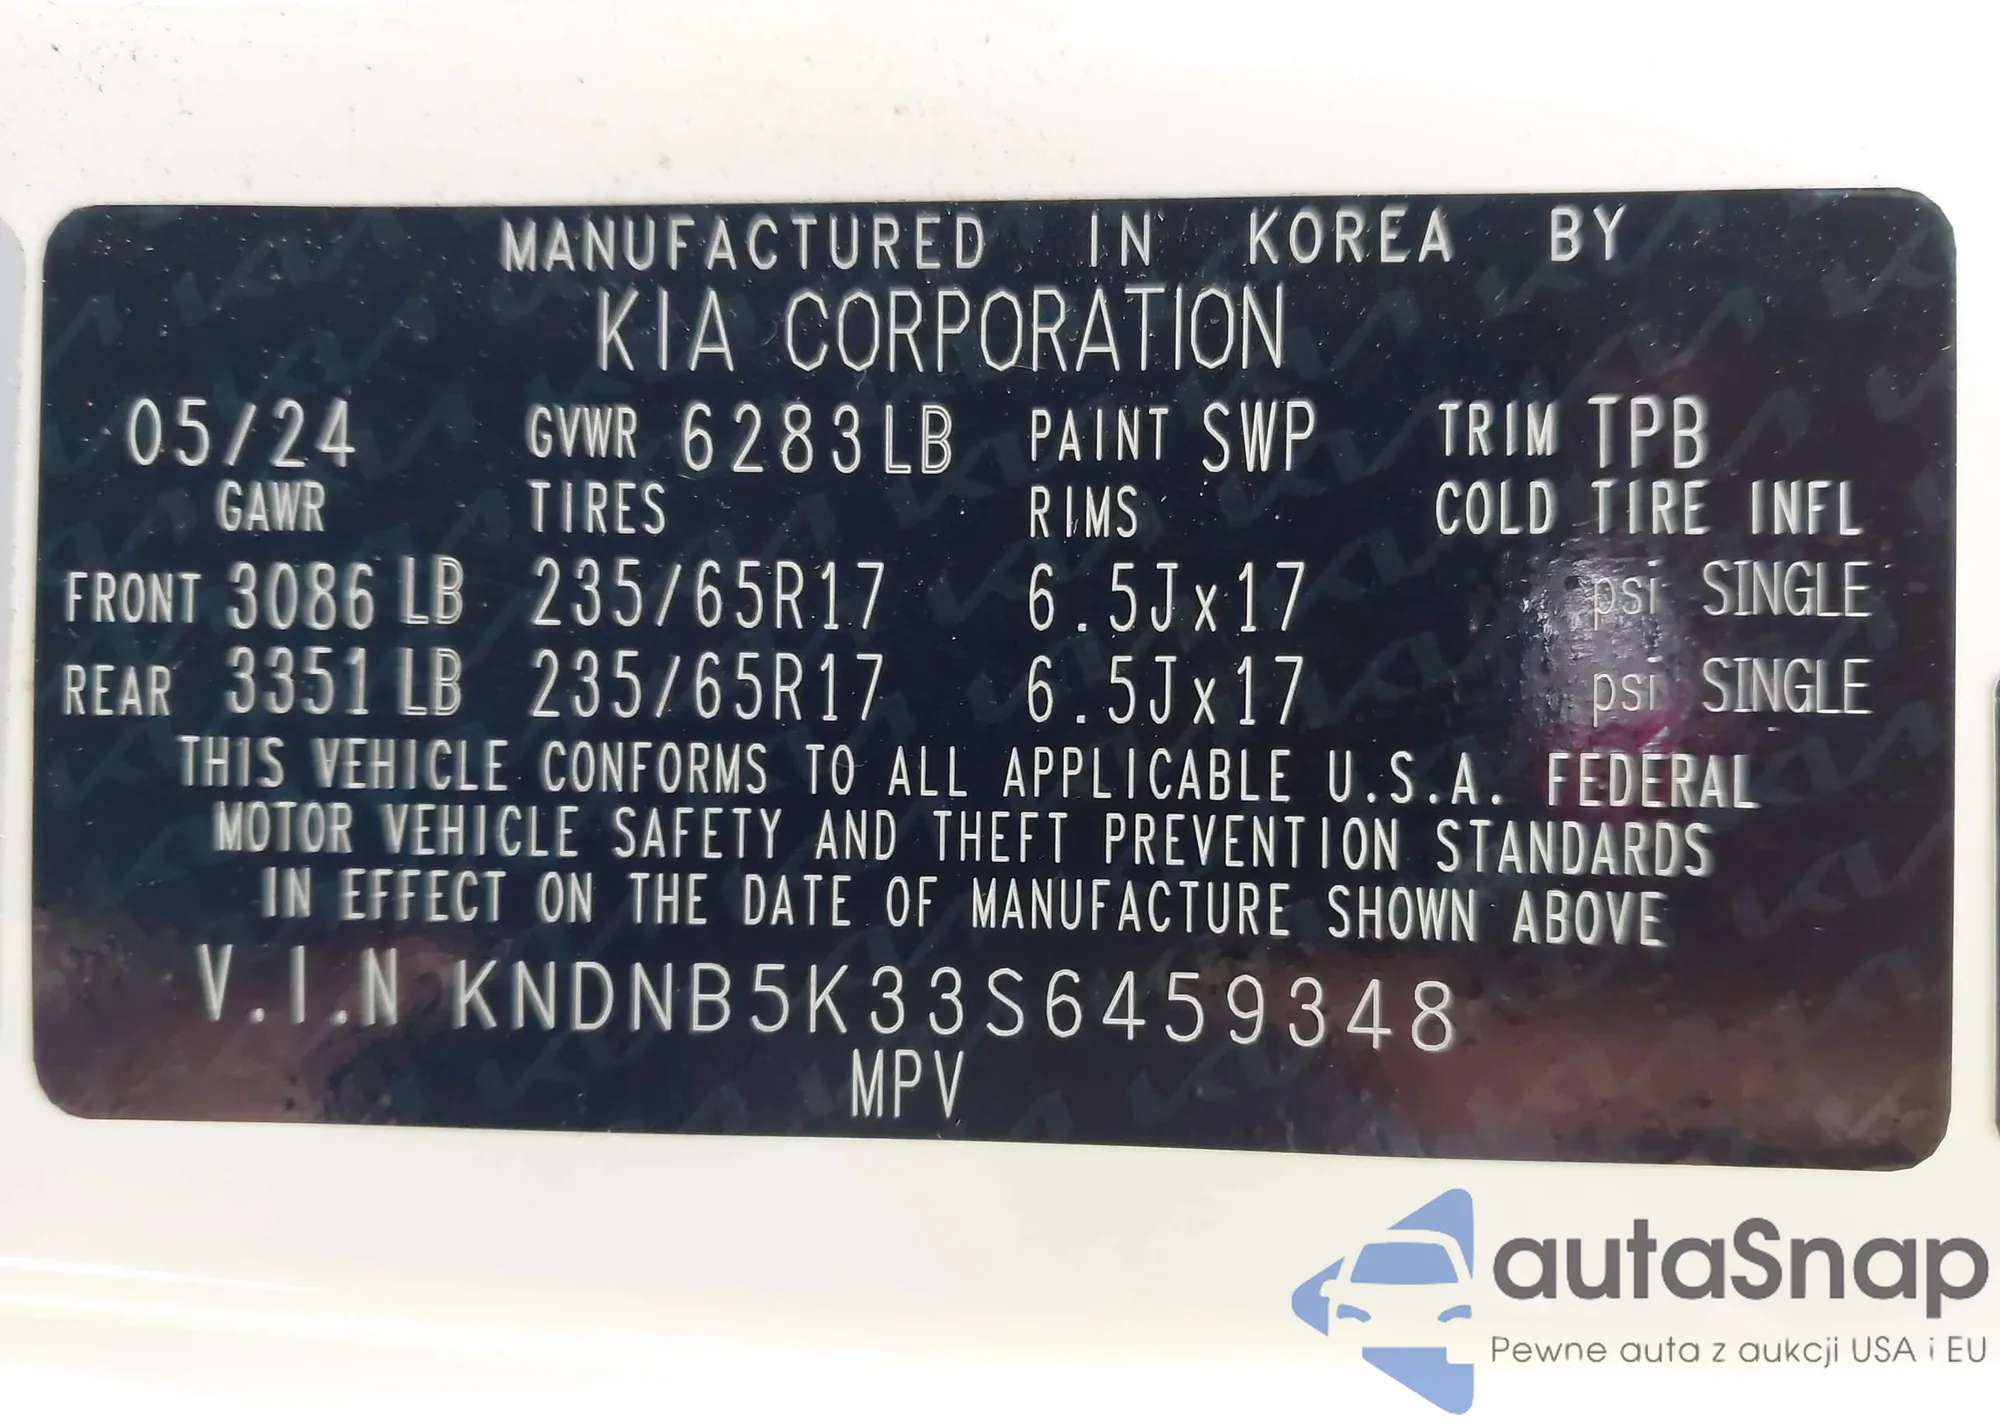 MANUFACTURED IN KOREA BY
KIA CORPORATION
05/24 GVWR 6283LB PAINT SWP TRIM TPB
GAWR TIRES RIMS COLD TIRE INFL
FRONT 3086 LB 235/65R17 6.5Jx17 psi SINGLE
REAR 3351 LB 235/65R17 6.5Jx17 psi SINGLE
THIS VEHICLE CONFORMS TO ALL APPLICABLE U.S.A. FEDERAL
MOTOR VEHICLE SAFETY AND THEFT PREVENTION STANDARDS
IN EFFECT ON THE DATE OF MANUFACTURE SHOWN ABOVE
V.I.N KNDNB5K33S6459348
MPV
autaSnap
Pewne auta z aukcji USA i EU